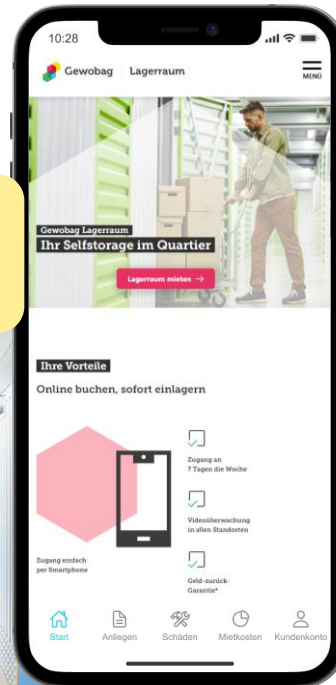 10:28
Gewobag Lagerraum
MENÜ
Gewobag Lagerraum
Ihr Selfstorage im Quartier
Lagerraum mieten →
Ihre Vorteile
Online buchen, sofort einlagern
Zugang an
7 Tagen die Woche
Videoüberwachung
in allen Standorten
Zugang einfach
per Smartphone
Geld-zurück-
Garantie*
Start Anliegen Schäden Mietkosten Kundenkonto